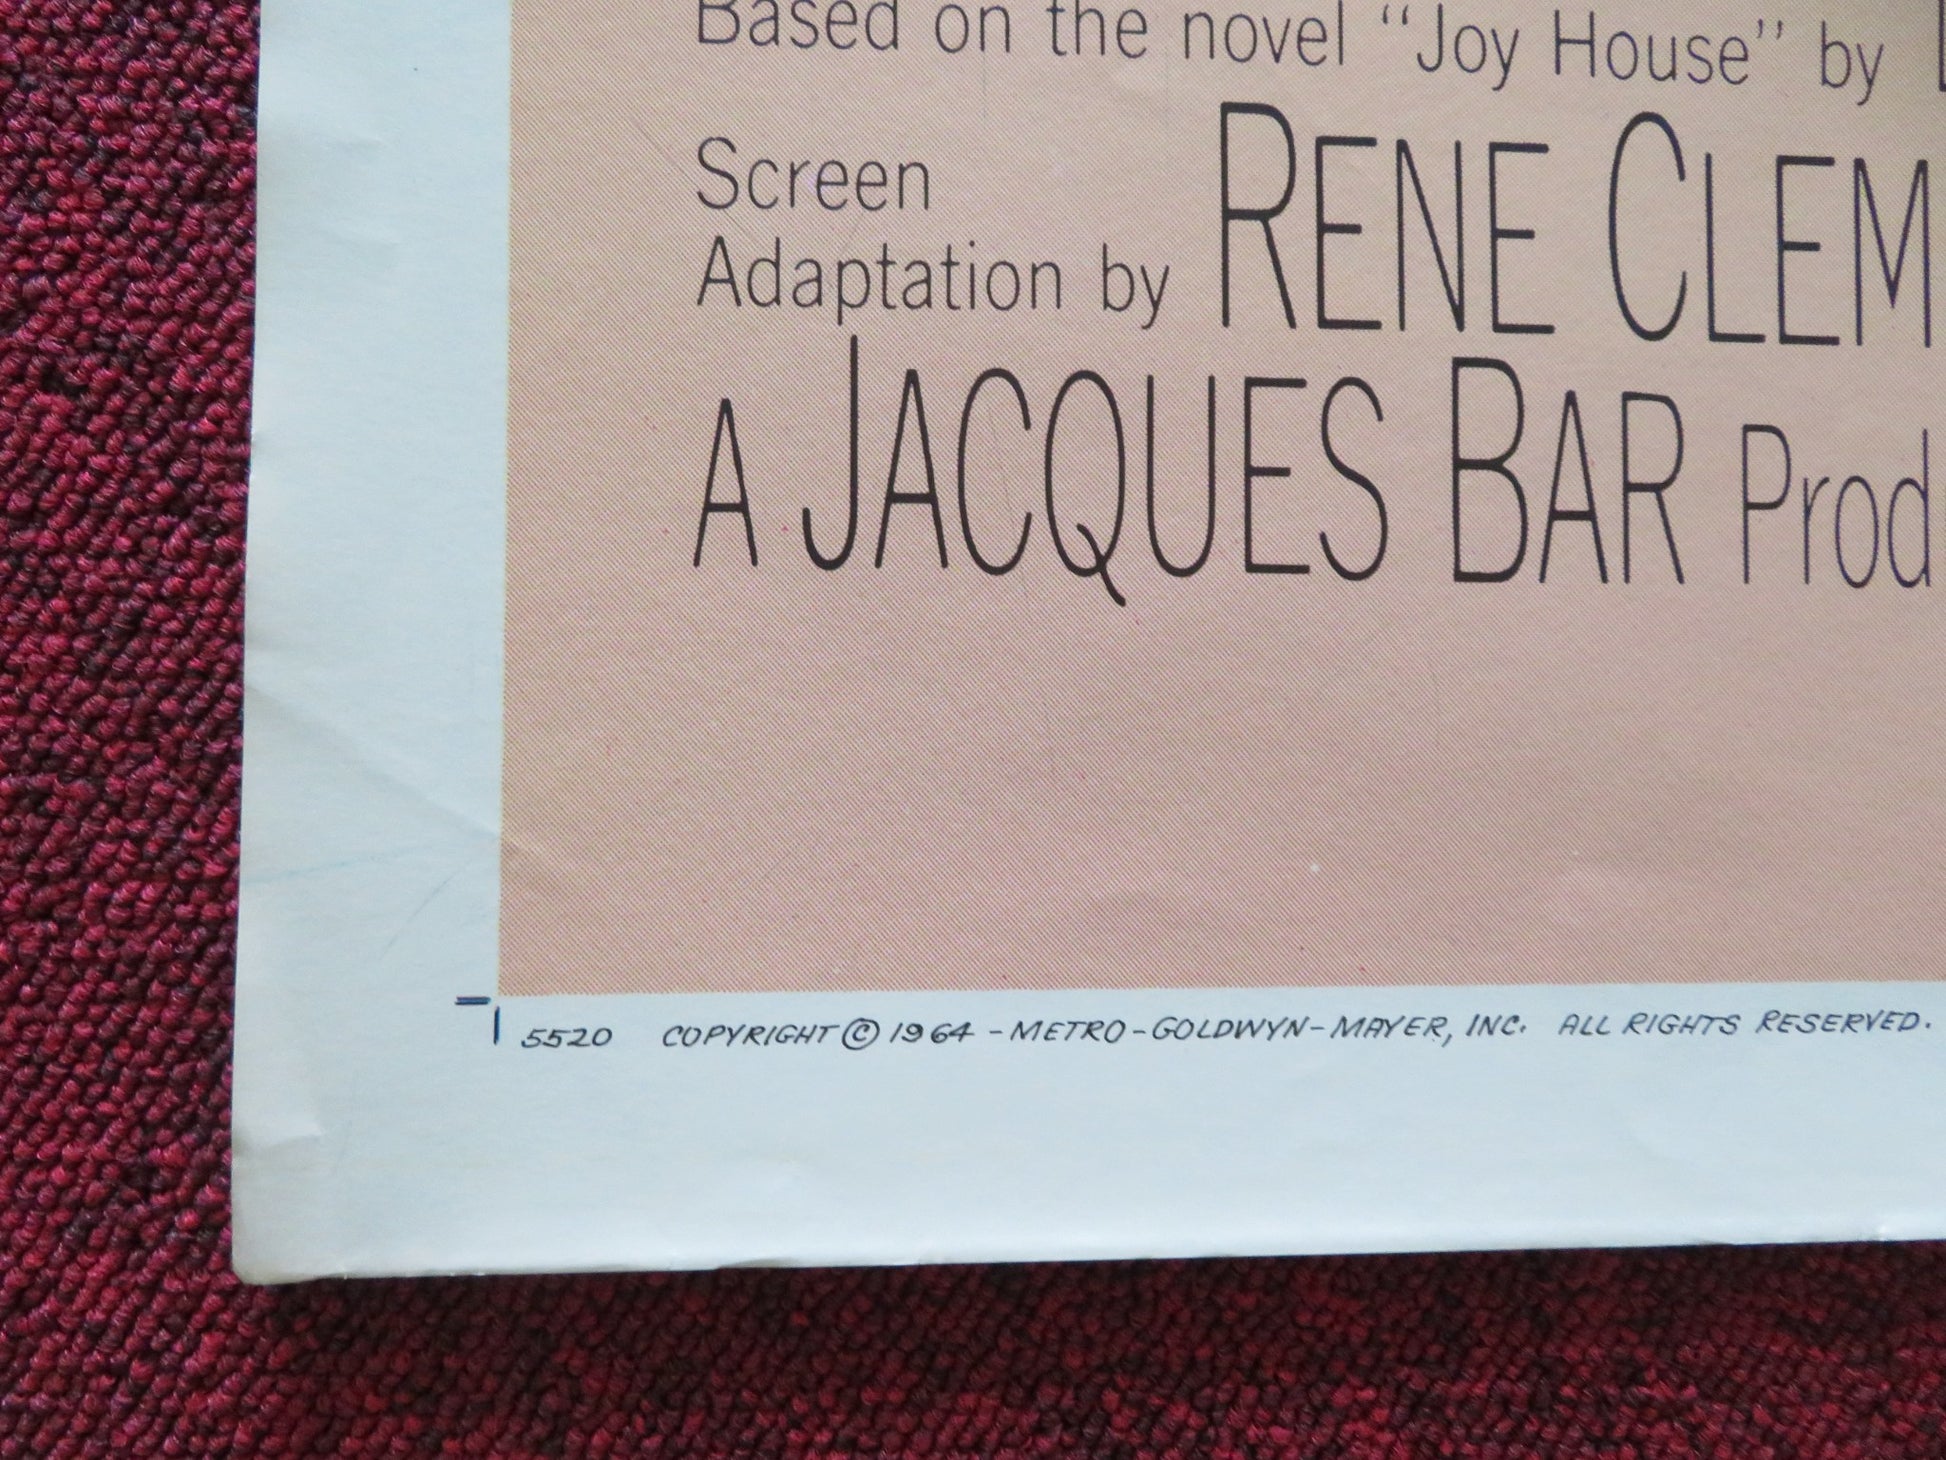 Based on the novel “Joy House” by
Screen
Adaptation by RENE CLEM
A JACQUES BAR Prod
5520 COPYRIGHT © 1964 - METRO - GOLDWYN - MAYER, INC. ALL RIGHTS RESERVED.